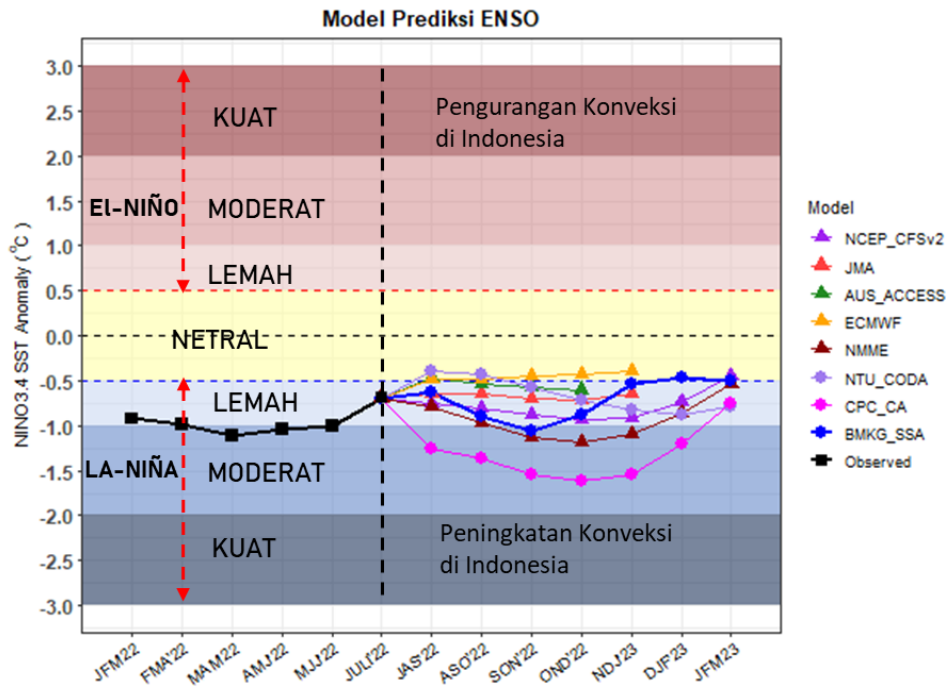 Model Prediksi ENSO
NINO3.4 SST Anomaly (°C)
3.0
2.5
2.0
1.5
1.0
0.5
0.0
-0.5
-1.0
-1.5
-2.0
-2.5
-3.0
KUAT
Pengurangan Konveksi
di Indonesia
El-NIÑO
MODERAT
LEMAH
NETRAL
LEMAH
LA-NIÑA
MODERAT
KUAT
Peningkatan Konveksi
di Indonesia
JFM'22
FMA'22
MAM'22
AMJ'22
MJJ'22
JULI'22
JAS'22
ASO'22
SON'22
OND'22
NDJ'23
DJF'23
JFM'23
Model
NCEP_CFSv2
JMA
AUS_ACCESS
ECMWF
NMME
NTU_CODA
CPC_CA
BMKG_SSA
Observed